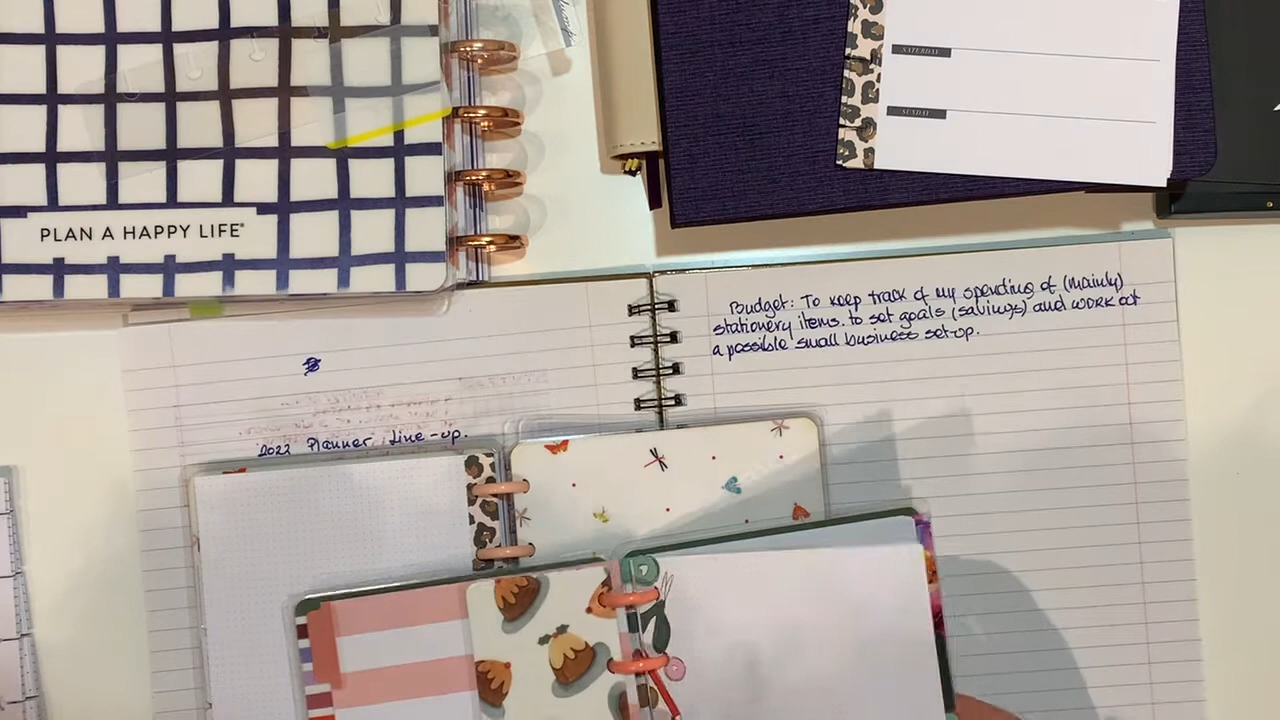 PLAN A HAPPY LIFE®
SATURDAY
SUNDAY
Budget: To keep track of my spending of (mainly)
stationery items. to set goals (savings) and work out
a possible small business set-up.
2022 Planner Line-up.